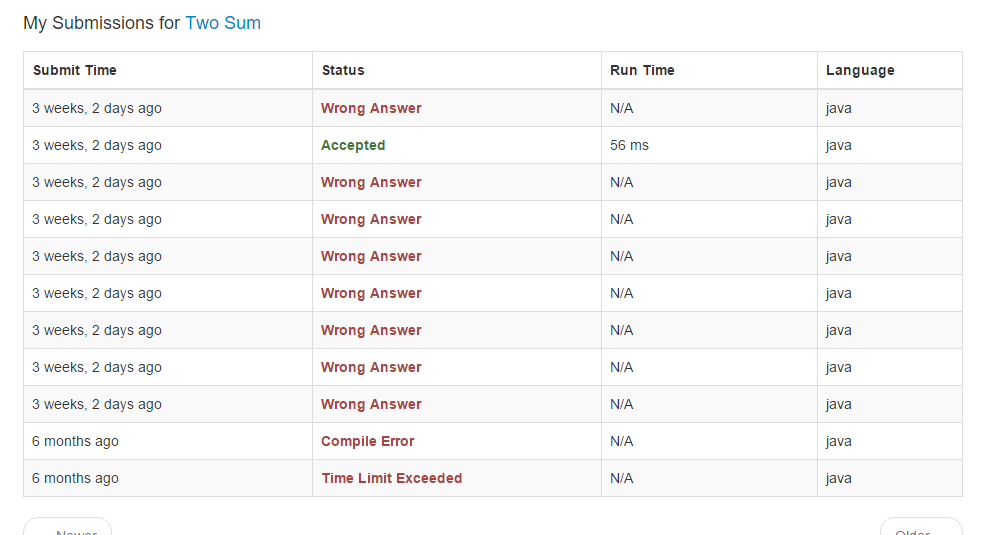 My Submissions for Two Sum
Submit Time Status Run Time Language
3 weeks, 2 days ago Wrong Answer N/A java
3 weeks, 2 days ago Accepted 56 ms java
3 weeks, 2 days ago Wrong Answer N/A java
3 weeks, 2 days ago Wrong Answer N/A java
3 weeks, 2 days ago Wrong Answer N/A java
3 weeks, 2 days ago Wrong Answer N/A java
3 weeks, 2 days ago Wrong Answer N/A java
3 weeks, 2 days ago Wrong Answer N/A java
3 weeks, 2 days ago Wrong Answer N/A java
6 months ago Compile Error N/A java
6 months ago Time Limit Exceeded N/A java
Newer Older